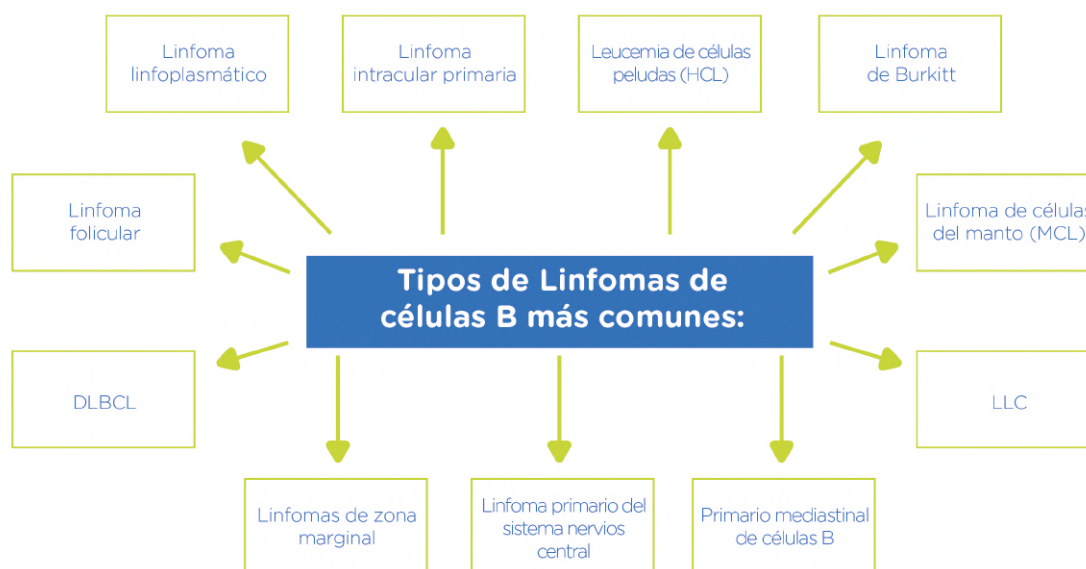 Linfoma
linfoplasmático
Linfoma
intracular primaria
Leucemia de células
peludas (HCL)
Linfoma
de Burkitt
Linfoma
folicular
Linfoma de células
del manto (MCL)
Tipos de Linfomas de
células B más comunes:
DLBCL
LLC
Linfomas de zona
marginal
Linfoma primario del
sistema nervios
central
Primario mediastinal
de células B